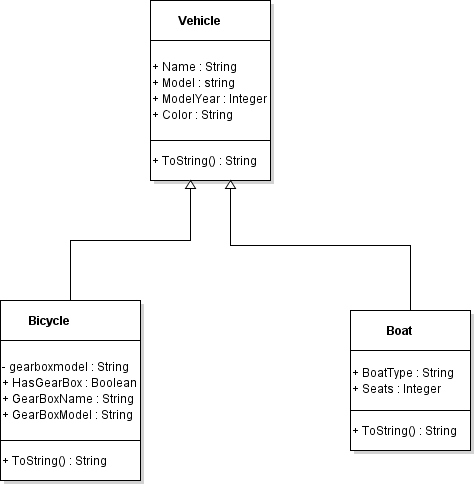 Vehicle
+ Name : String
+ Model : string
+ ModelYear : Integer
+ Color : String
+ ToString() : String
Bicycle
- gearboxmodel : String
+ HasGearBox : Boolean
+ GearBoxName : String
+ GearBoxModel : String
+ ToString() : String
Boat
+ BoatType : String
+ Seats : Integer
+ ToString() : String